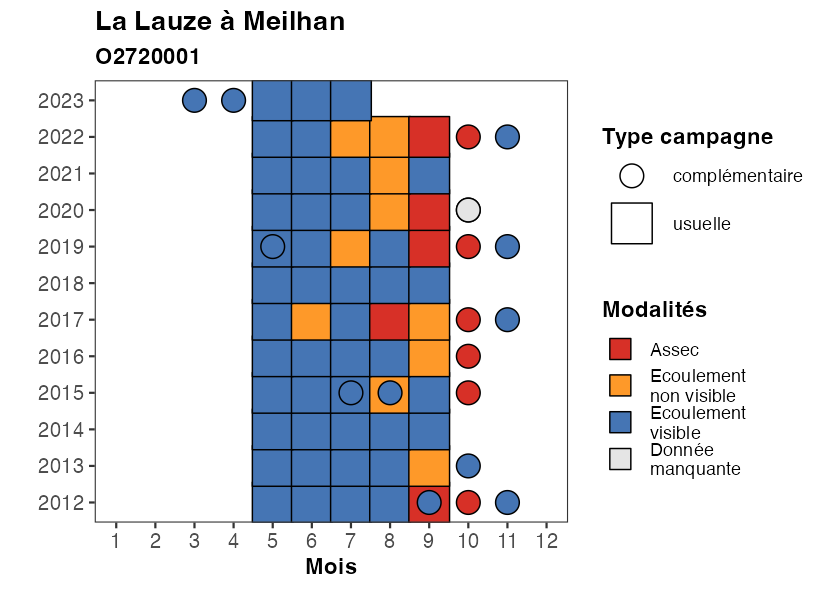 La Lauze à Meilhan
O2720001
2023
2022
2021
2020
2019
2018
2017
2016
2015
2014
2013
2012
1 2 3 4 5 6 7 8 9 10 11 12
Mois
Type campagne
complémentaire
usuelle
Modalités
Assec
Ecoulement
non visible
Ecoulement
visible
Donnée
manquante